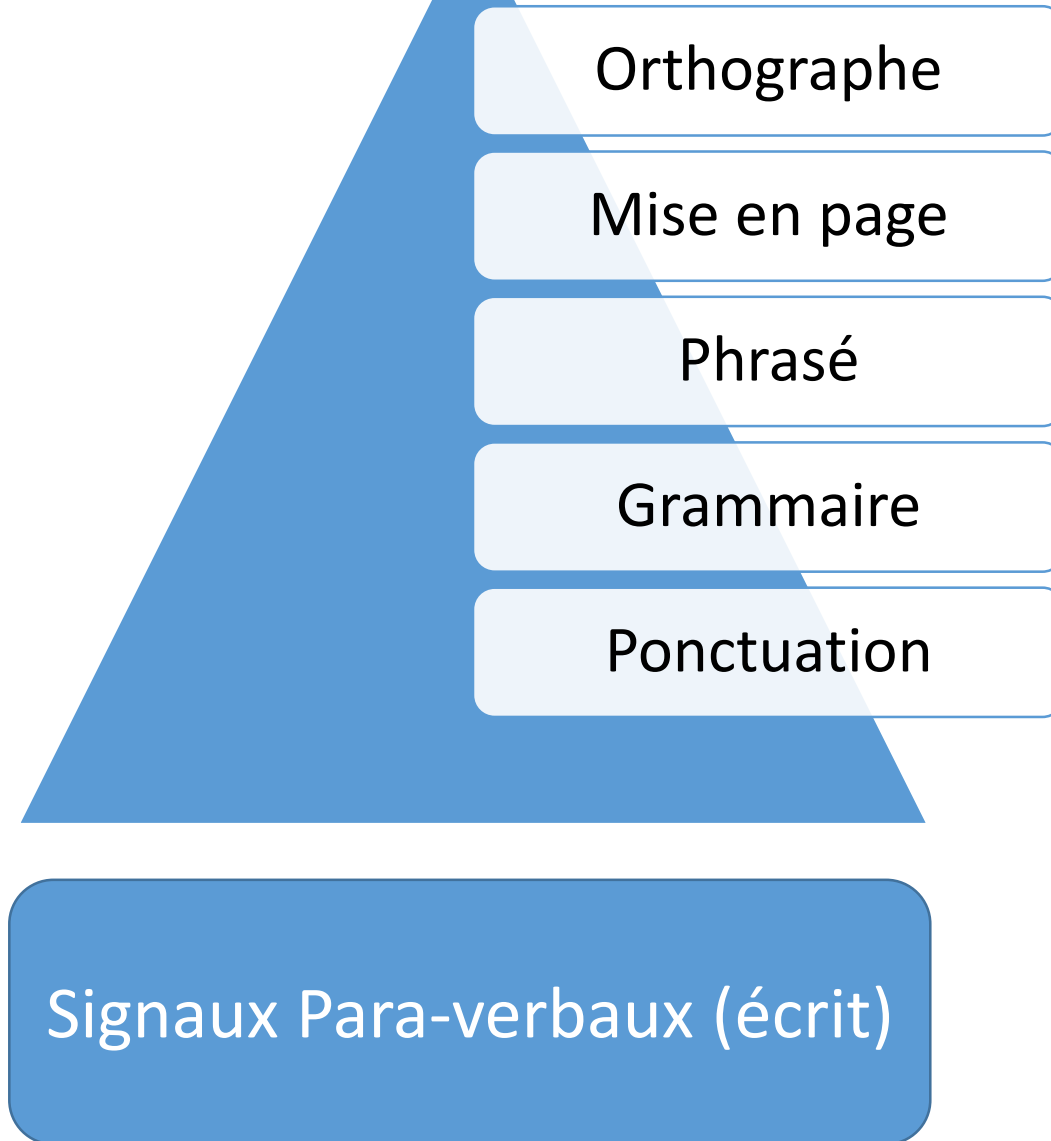 Orthographe
Mise en page
Phrasé
Grammaire
Ponctuation
Signaux Para-verbaux (écrit)